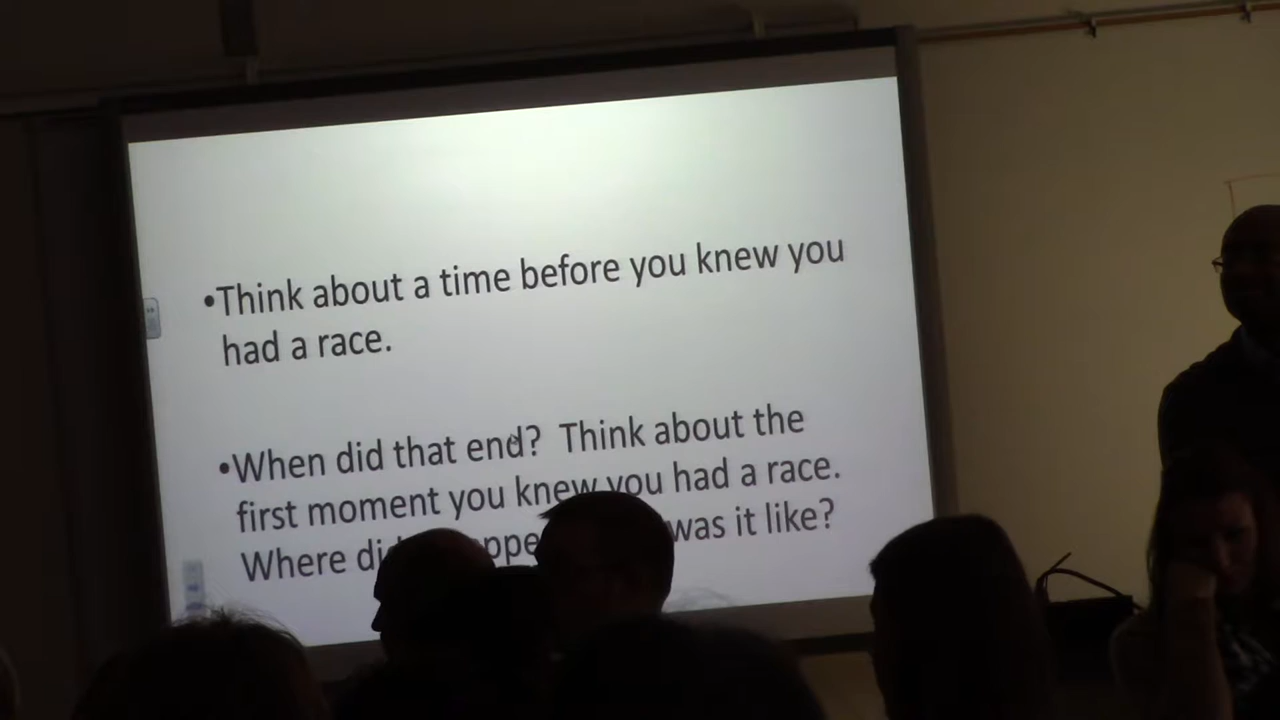 •Think about a time before you knew you
had a race.
•When did that end? Think about the
first moment you knew you had a race.
Where was it like?